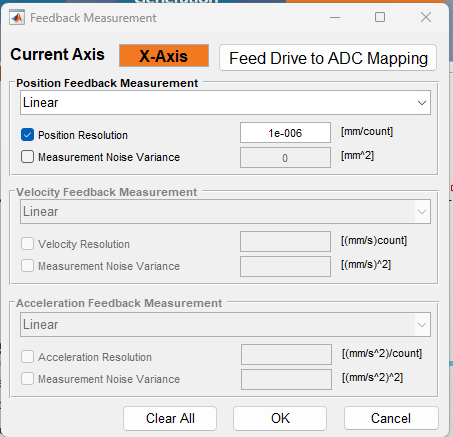 Feedback Measurement
Current Axis X-Axis Feed Drive to ADC Mapping
Position Feedback Measurement
Linear
Position Resolution 1e-006 [mm/count]
Measurement Noise Variance 0 [mm^2]
Velocity Feedback Measurement
Linear
Velocity Resolution [(mm/s)count]
Measurement Noise Variance [(mm/s)^2]
Acceleration Feedback Measurement
Linear
Acceleration Resolution [(mm/s^2)/count]
Measurement Noise Variance [(mm/s^2)^2]
Clear All OK Cancel